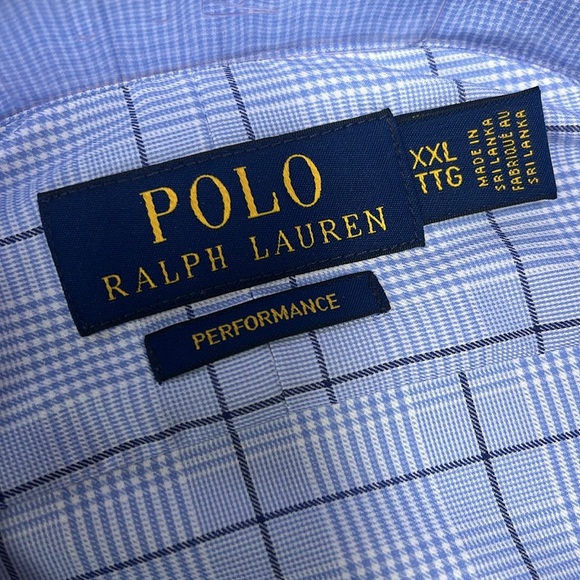 POLO
RALPH LAUREN
PERFORMANCE
XXL
TTG
MADE IN
SRI LANKA
FABRIQUÉ AU
SRI LANKA